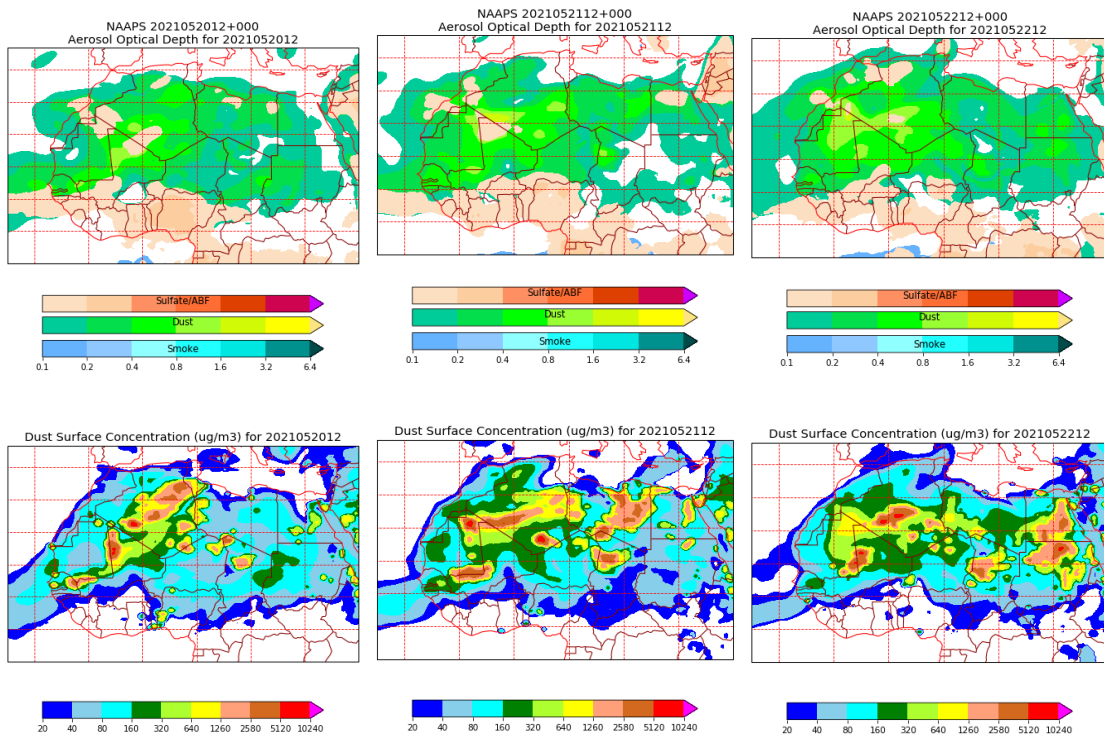 NAAPS 2021052012+000
Aerosol Optical Depth for 2021052012
NAAPS 2021052112+000
Aerosol Optical Depth for 2021052112
NAAPS 2021052212+000
Aerosol Optical Depth for 2021052212
Sulfate/ABF
Dust
Smoke
0.1 0.2 0.4 0.8 1.6 3.2 6.4
Sulfate/ABF
Dust
Smoke
0.1 0.2 0.4 0.8 1.6 3.2 6.4
Sulfate/ABF
Dust
Smoke
0.1 0.2 0.4 0.8 1.6 3.2 6.4
Dust Surface Concentration (ug/m3) for 2021052012
Dust Surface Concentration (ug/m3) for 2021052112
Dust Surface Concentration (ug/m3) for 2021052212
20 40 80 160 320 640 1260 2580 5120 10240
20 40 80 160 320 640 1260 2580 5120 10240
20 40 80 160 320 640 1260 2580 5120 10240